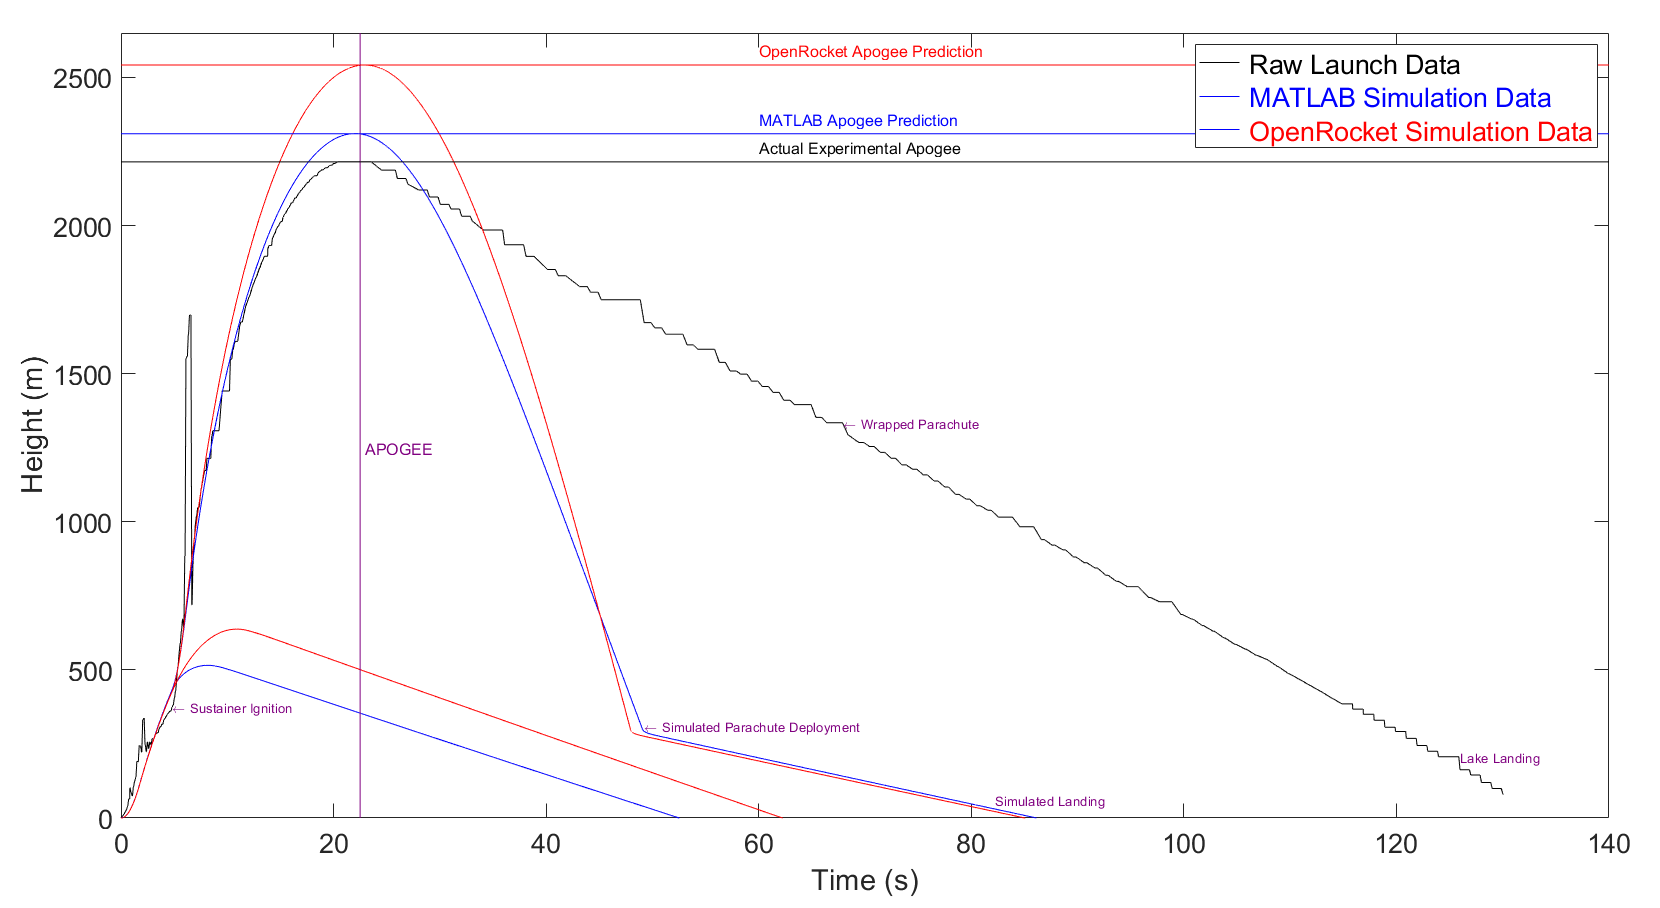 OpenRocket Apogee Prediction
MATLAB Apogee Prediction
Actual Experimental Apogee
Raw Launch Data
MATLAB Simulation Data
OpenRocket Simulation Data
2500
2000
1500
1000
500
0
Height (m)
APOGEE
← Wrapped Parachute
← Sustainer Ignition
← Simulated Parachute Deployment
Lake Landing
Simulated Landing
0 20 40 60 80 100 120 140
Time (s)